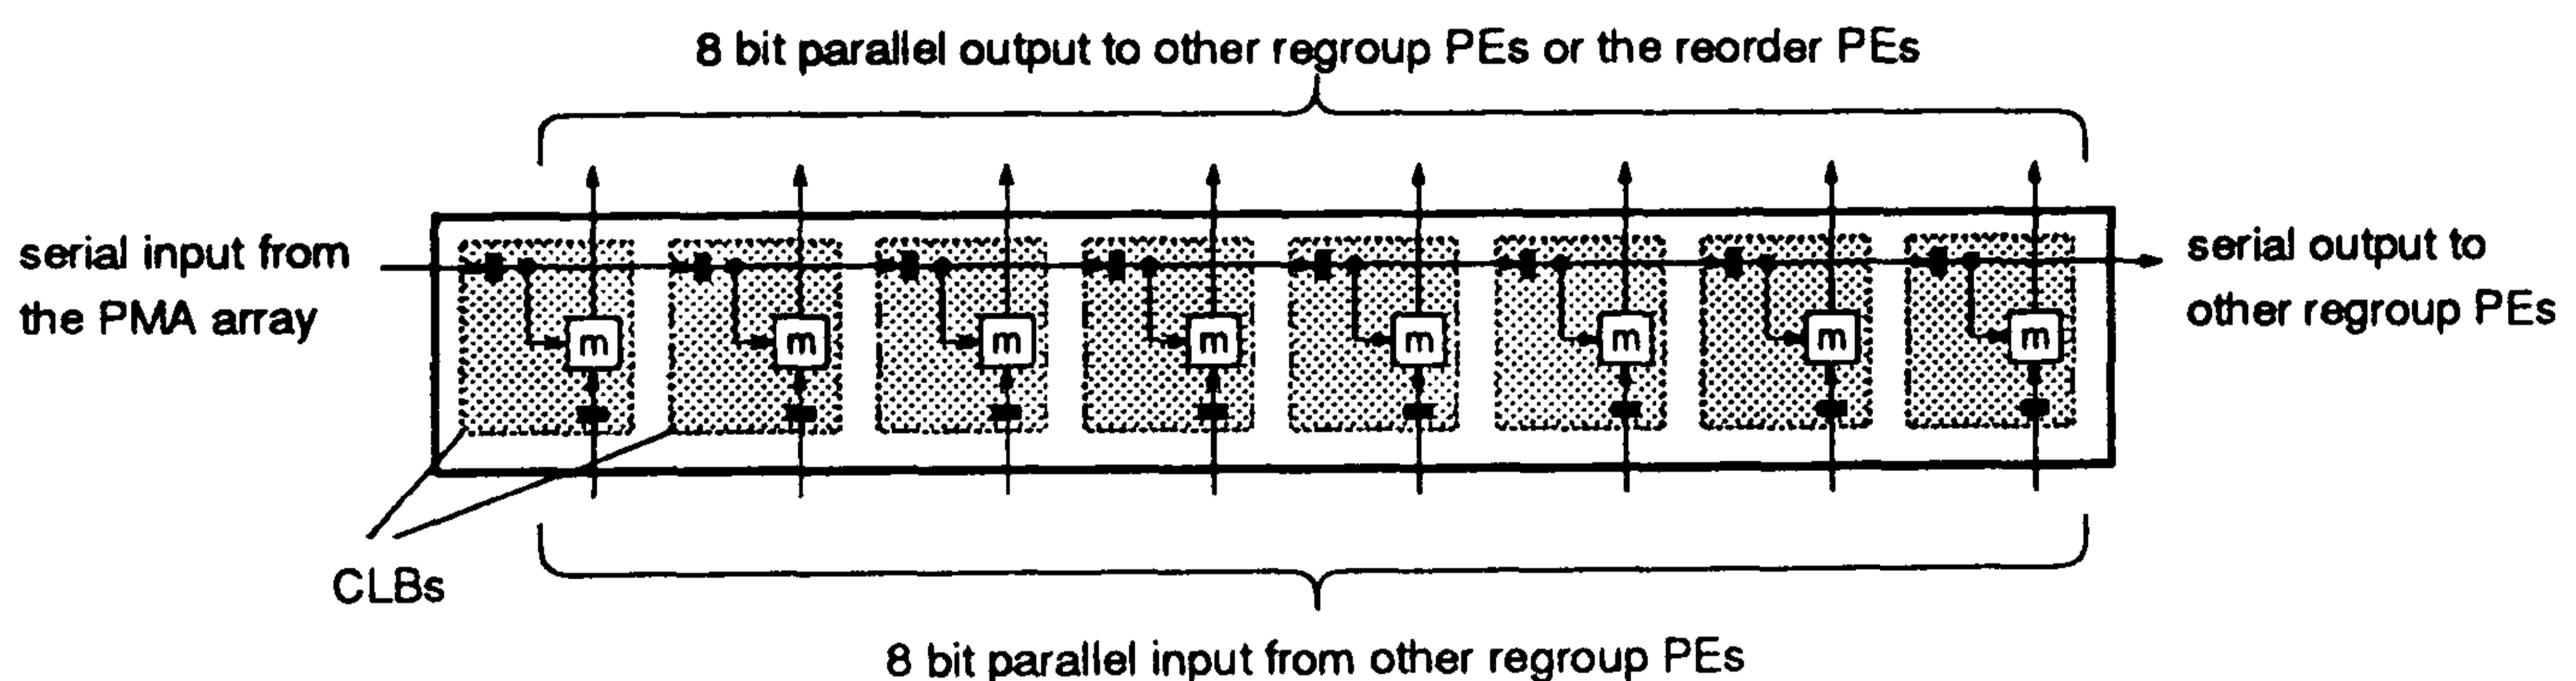 8 bit parallel output to other regroup PEs or the reorder PEs
serial input from
the PMA array
m m m m m m m m
serial output to
other regroup PEs
CLBs
8 bit parallel input from other regroup PEs